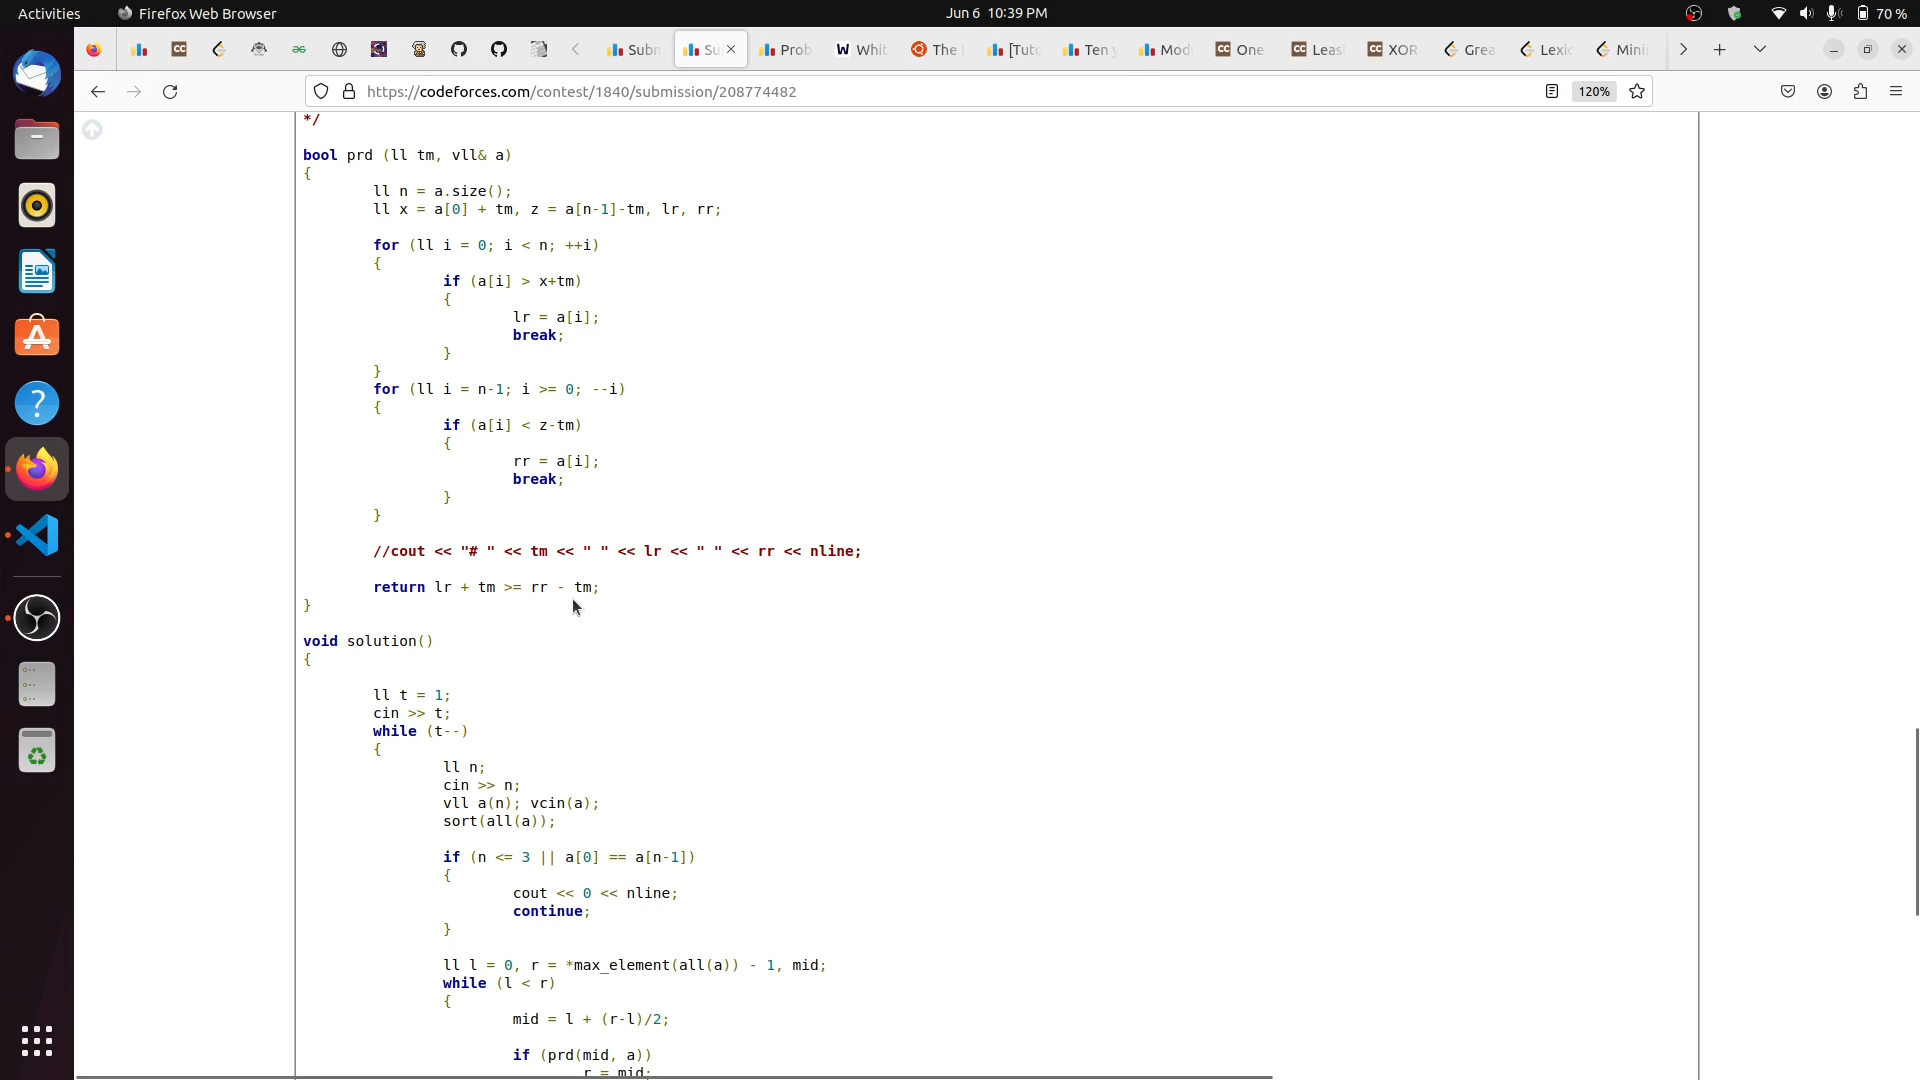 Activities
Firefox Web Browser
Jun 6 10:39 PM
70 %
Subm
Su
Prob
Whit
The
[Tuto
Ten
Mod
One
Leas
XOR
Grea
Lexic
Mini
https://codeforces.com/contest/1840/submission/208774482
120%
*/
bool prd (ll tm, vll& a)
{
ll n = a.size();
ll x = a[0] + tm, z = a[n-1]-tm, lr, rr;
for (ll i = 0; i < n; ++i)
{
if (a[i] > x+tm)
{
lr = a[i];
break;
}
}
for (ll i = n-1; i >= 0; --i)
{
if (a[i] < z-tm)
{
rr = a[i];
break;
}
}
//cout << "# " << tm << " " << lr << " " << rr << nline;
return lr + tm >= rr - tm;
}
void solution()
{
ll t = 1;
cin >> t;
while (t--)
{
ll n;
cin >> n;
vll a(n); vcin(a);
sort(all(a));
if (n <= 3 || a[0] == a[n-1])
{
cout << 0 << nline;
continue;
}
ll l = 0, r = *max_element(all(a)) - 1, mid;
while (l < r)
{
mid = l + (r-l)/2;
if (prd(mid, a))
r = mid;